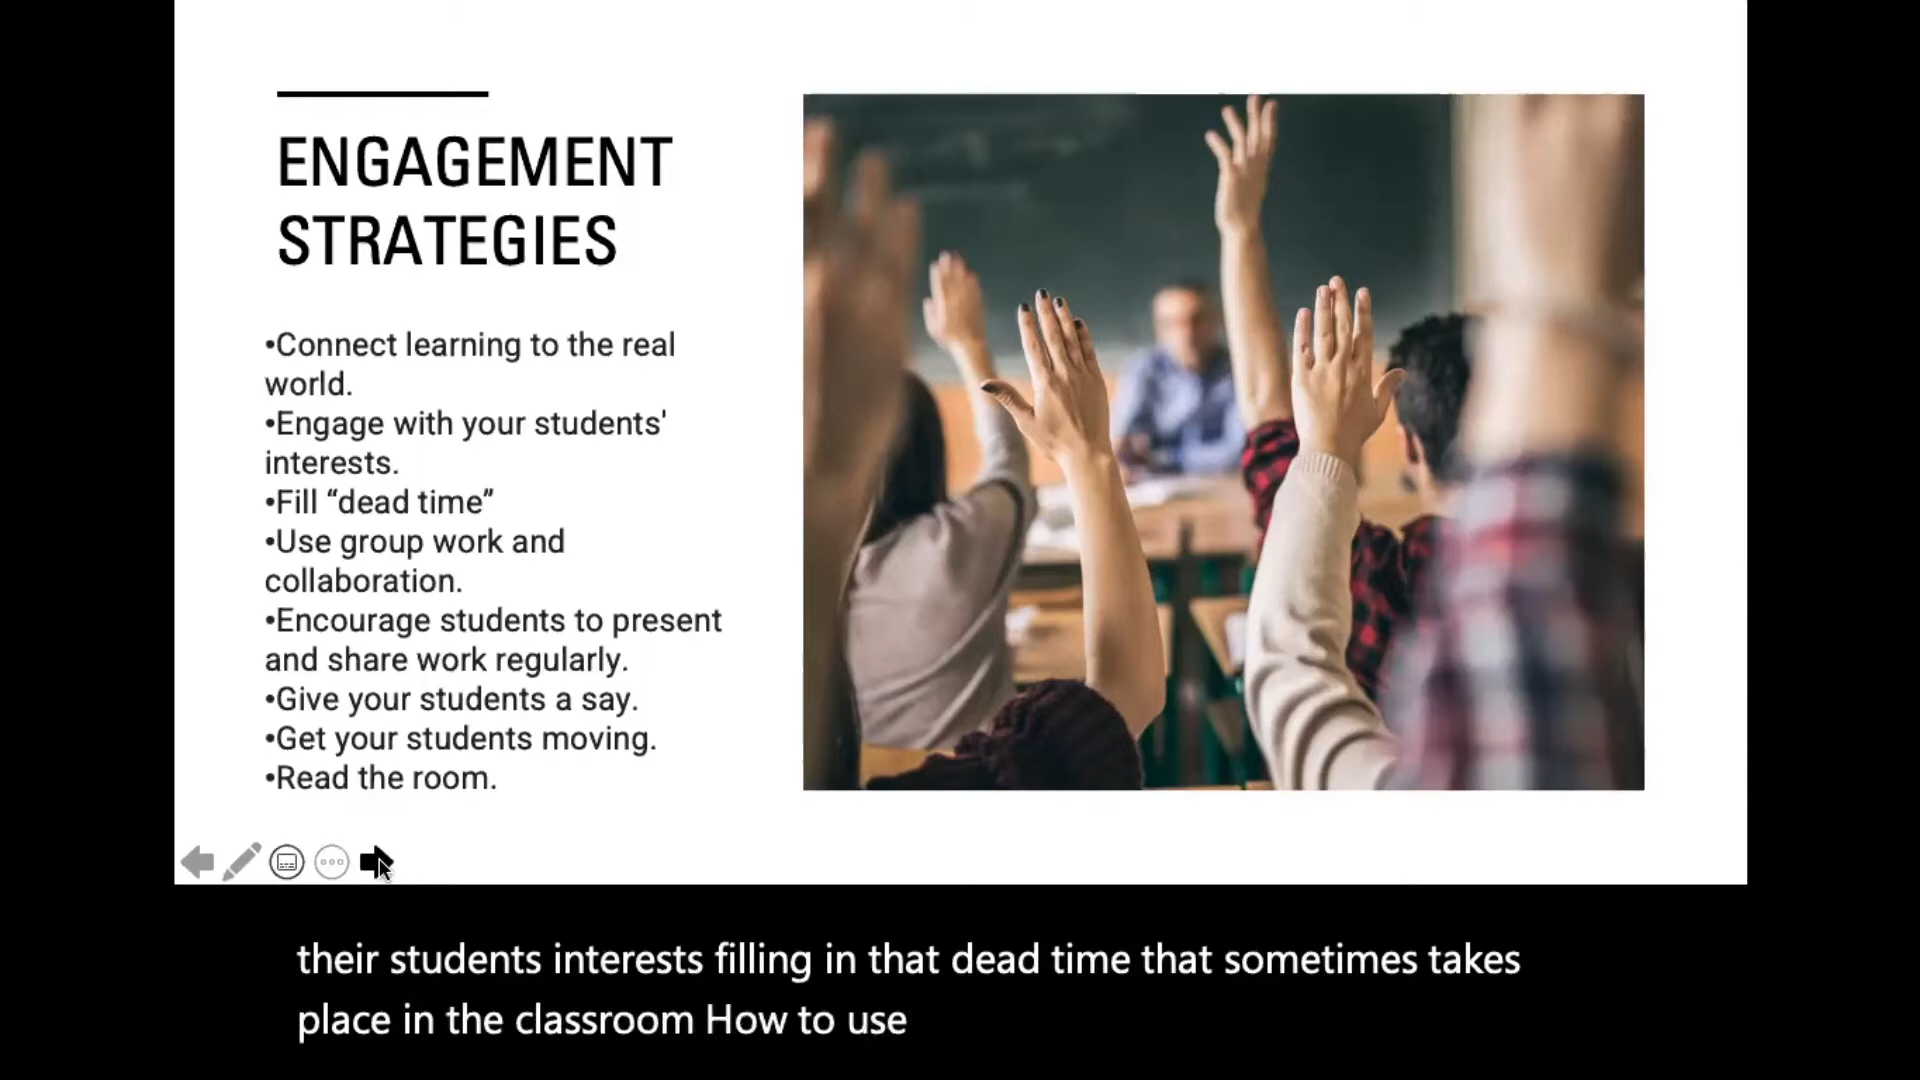 ENGAGEMENT
STRATEGIES
•Connect learning to the real
world.
•Engage with your students'
interests.
•Fill “dead time”
•Use group work and
collaboration.
•Encourage students to present
and share work regularly.
•Give your students a say.
•Get your students moving.
•Read the room.
their students interests filling in that dead time that sometimes takes
place in the classroom How to use